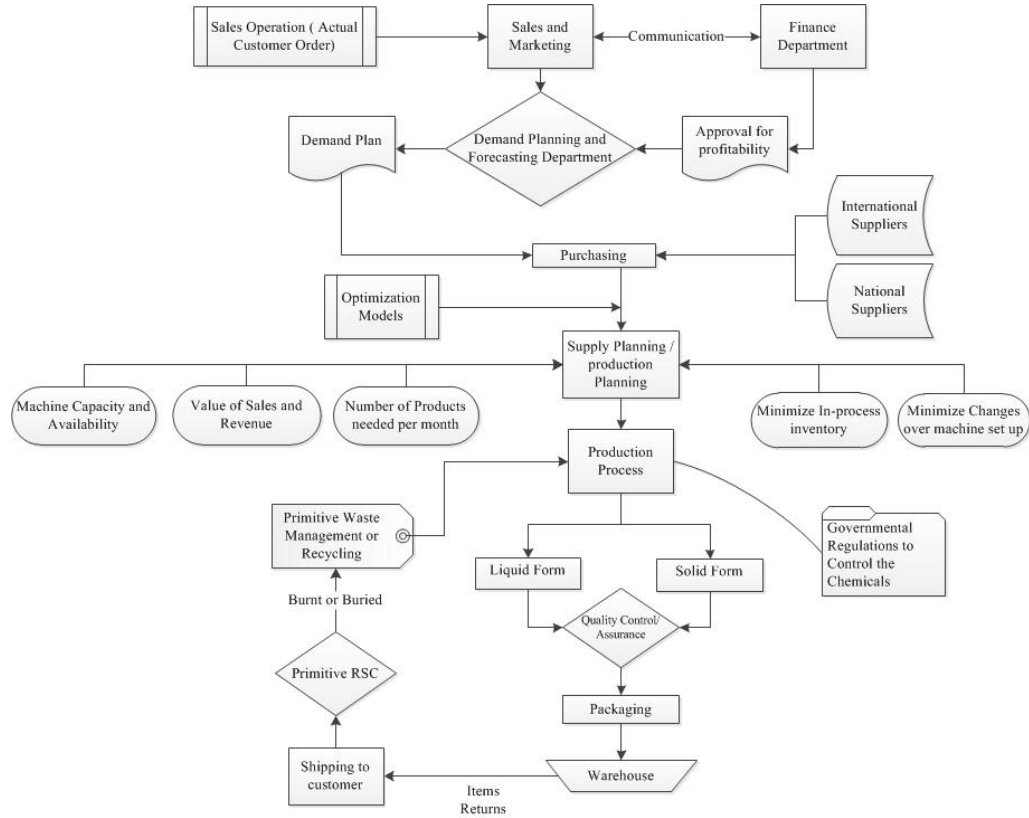 Sales Operation ( Actual
Customer Order)
Sales and
Marketing
Communication
Finance
Department
Demand Plan
Demand Planning and
Forecasting Department
Approval for
profitability
International
Suppliers
Purchasing
National
Suppliers
Optimization
Models
Supply Planning /
production
Planning
Machine Capacity and
Availability
Value of Sales and
Revenue
Number of Products
needed per month
Minimize In-process
inventory
Minimize Changes
over machine set up
Production
Process
Primitive Waste
Management or
Recycling
Governmental
Regulations to
Control the
Chemicals
Liquid Form
Solid Form
Burnt or Buried
Quality Control/
Assurance
Primitive RSC
Packaging
Shipping to
customer
Warehouse
Items
Returns